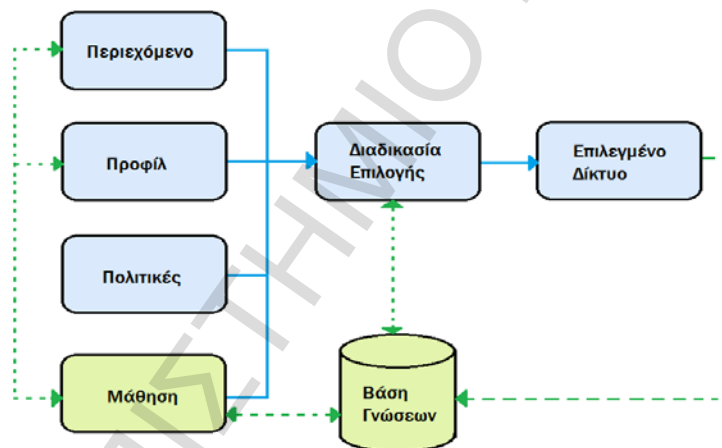 Περιεχόμενο
Προφίλ
Διαδικασία
Επιλογής
Επιλεγμένο
Δίκτυο
Πολιτικές
Μάθηση
Βάση
Γνώσεων